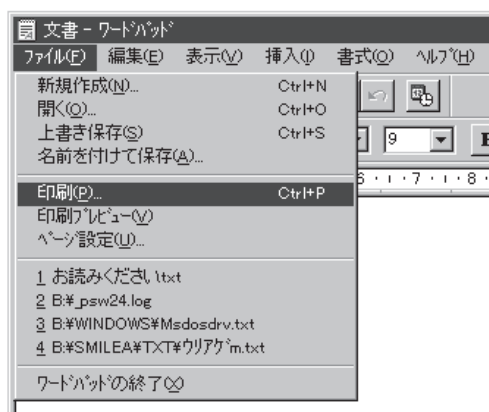 文書 - ワードパッド
ファイル(F) 編集(E) 表示(V) 挿入(I) 書式(O) ヘルプ(H)
新規作成(N)... Ctrl+N
開く(O)... Ctrl+O
上書き保存(S) Ctrl+S
名前を付けて保存(A)...
9
6 · ı · 7 · ı · 8 ·
印刷(P)... Ctrl+P
印刷プレビュー(V)
ページ設定(U)...
1 お読みください.txt
2 B:¥_psw24.log
3 B:¥WINDOWS¥Msdosdrv.txt
4 B:¥SMILEA¥TXT¥ウリアゲm.txt
ワードパッドの終了(X)